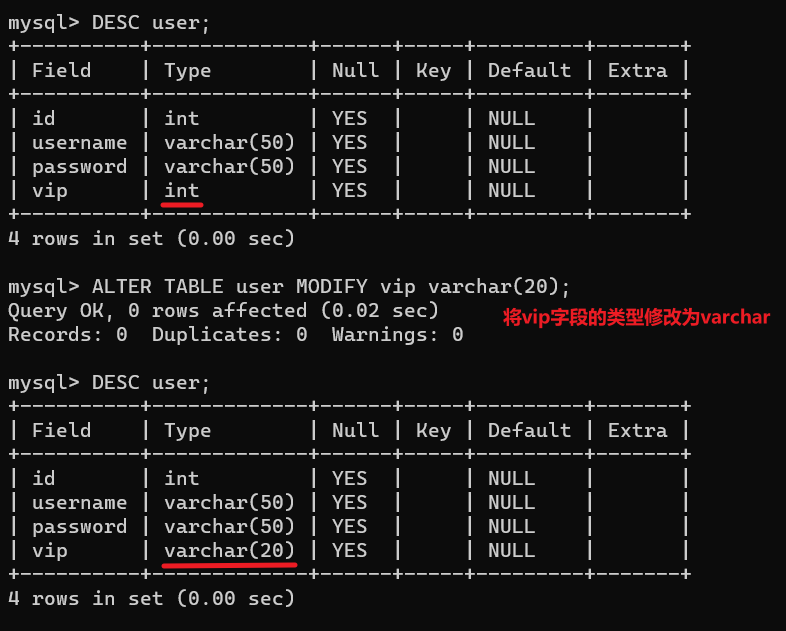 mysql> DESC user;
+----------+-------------+------+-----+---------+-------+
| Field    | Type        | Null | Key | Default | Extra |
+----------+-------------+------+-----+---------+-------+
| id       | int         | YES  |     | NULL    |       |
| username | varchar(50) | YES  |     | NULL    |       |
| password | varchar(50) | YES  |     | NULL    |       |
| vip      | int         | YES  |     | NULL    |       |
+----------+-------------+------+-----+---------+-------+
4 rows in set (0.00 sec)
mysql> ALTER TABLE user MODIFY vip varchar(20);
Query OK, 0 rows affected (0.02 sec)
将vip字段的类型修改为varchar
Records: 0  Duplicates: 0  Warnings: 0
mysql> DESC user;
+----------+-------------+------+-----+---------+-------+
| Field    | Type        | Null | Key | Default | Extra |
+----------+-------------+------+-----+---------+-------+
| id       | int         | YES  |     | NULL    |       |
| username | varchar(50) | YES  |     | NULL    |       |
| password | varchar(50) | YES  |     | NULL    |       |
| vip      | varchar(20) | YES  |     | NULL    |       |
+----------+-------------+------+-----+---------+-------+
4 rows in set (0.00 sec)